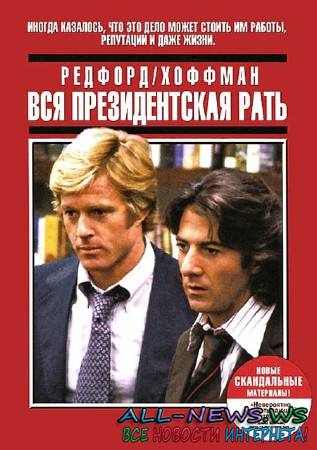 ИНОГДА КАЗАЛОСЬ, ЧТО ЭТО ДЕЛО МОЖЕТ СТОИТЬ ИМ РАБОТЫ,
РЕПУТАЦИИ И ДАЖЕ ЖИЗНИ.
РЕДФОРД/ХОФФМАН
ВСЯ ПРЕЗИДЕНТСКАЯ РАТЬ
НОВЫЕ
СКАНДАЛЬНЫЕ
МАТЕРИАЛЫ!
«Невероятно
ALL-NEWS.WS
ВСЕ НОВОСТИ ИНТЕРНЕТА!